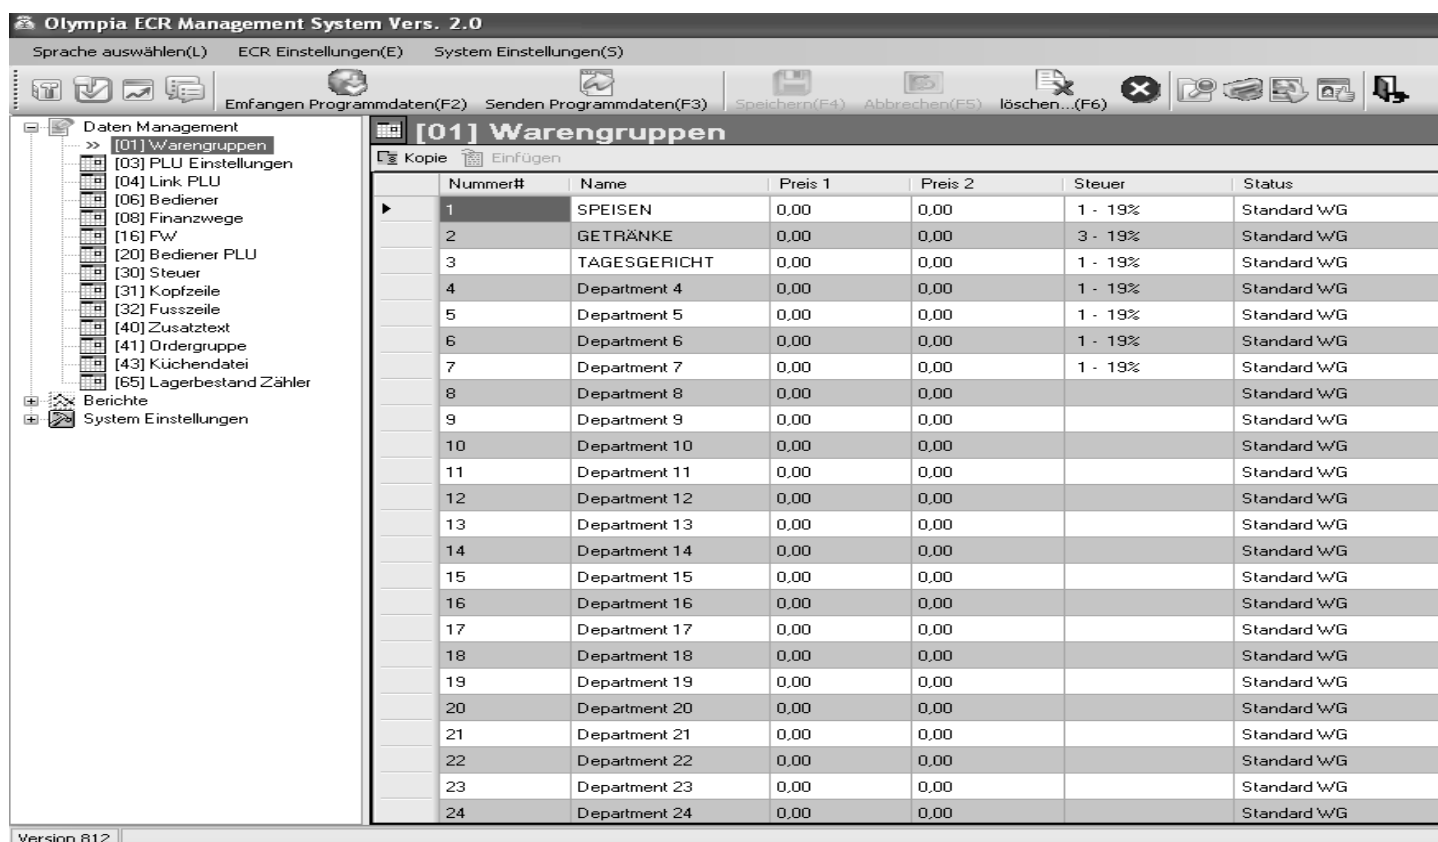 Olympia ECR Management System Vers. 2.0
Sprache auswählen(L) ECR Einstellungen(E) System Einstellungen(S)
Emfangen Programmdaten(F2) Senden Programmdaten(F3) Speichern(F4) Abbrechen(F5) löschen...(F6)
Daten Management
>> [01] Warengruppen
[03] PLU Einstellungen
[04] Link PLU
[06] Bediener
[08] Finanzwege
[16] FW
[20] Bediener PLU
[30] Steuer
[31] Kopfzeile
[32] Fusszeile
[40] Zusatztext
[41] Ordergruppe
[43] Küchendatei
[65] Lagerbestand Zähler
Berichte
System Einstellungen
[01] Warengruppen
Kopie Einfügen
Nummer# Name Preis 1 Preis 2 Steuer Status
1 SPEISEN 0,00 0,00 1 - 19% Standard WG
2 GETRÄNKE 0,00 0,00 3 - 19% Standard WG
3 TAGESGERICHT 0,00 0,00 1 - 19% Standard WG
4 Department 4 0,00 0,00 1 - 19% Standard WG
5 Department 5 0,00 0,00 1 - 19% Standard WG
6 Department 6 0,00 0,00 1 - 19% Standard WG
7 Department 7 0,00 0,00 1 - 19% Standard WG
8 Department 8 0,00 0,00 Standard WG
9 Department 9 0,00 0,00 Standard WG
10 Department 10 0,00 0,00 Standard WG
11 Department 11 0,00 0,00 Standard WG
12 Department 12 0,00 0,00 Standard WG
13 Department 13 0,00 0,00 Standard WG
14 Department 14 0,00 0,00 Standard WG
15 Department 15 0,00 0,00 Standard WG
16 Department 16 0,00 0,00 Standard WG
17 Department 17 0,00 0,00 Standard WG
18 Department 18 0,00 0,00 Standard WG
19 Department 19 0,00 0,00 Standard WG
20 Department 20 0,00 0,00 Standard WG
21 Department 21 0,00 0,00 Standard WG
22 Department 22 0,00 0,00 Standard WG
23 Department 23 0,00 0,00 Standard WG
24 Department 24 0,00 0,00 Standard WG
Version 812